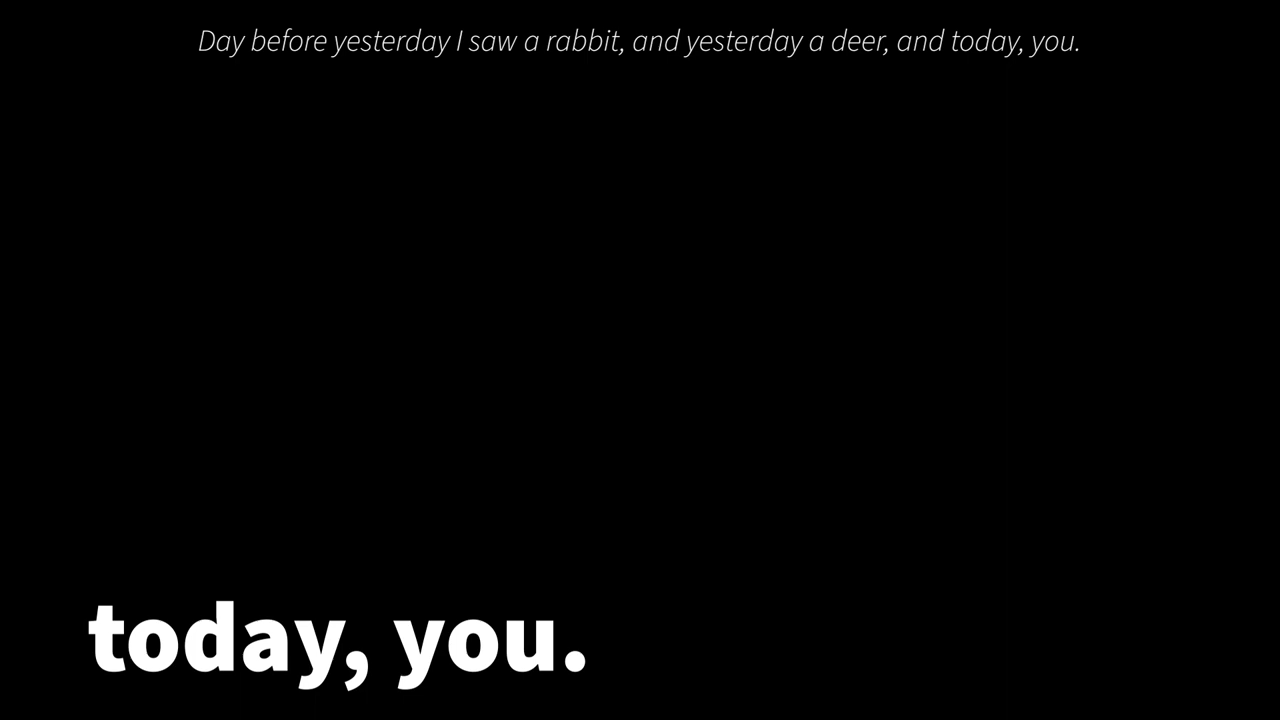 Day before yesterday I saw a rabbit, and yesterday a deer, and today, you.
today, you.